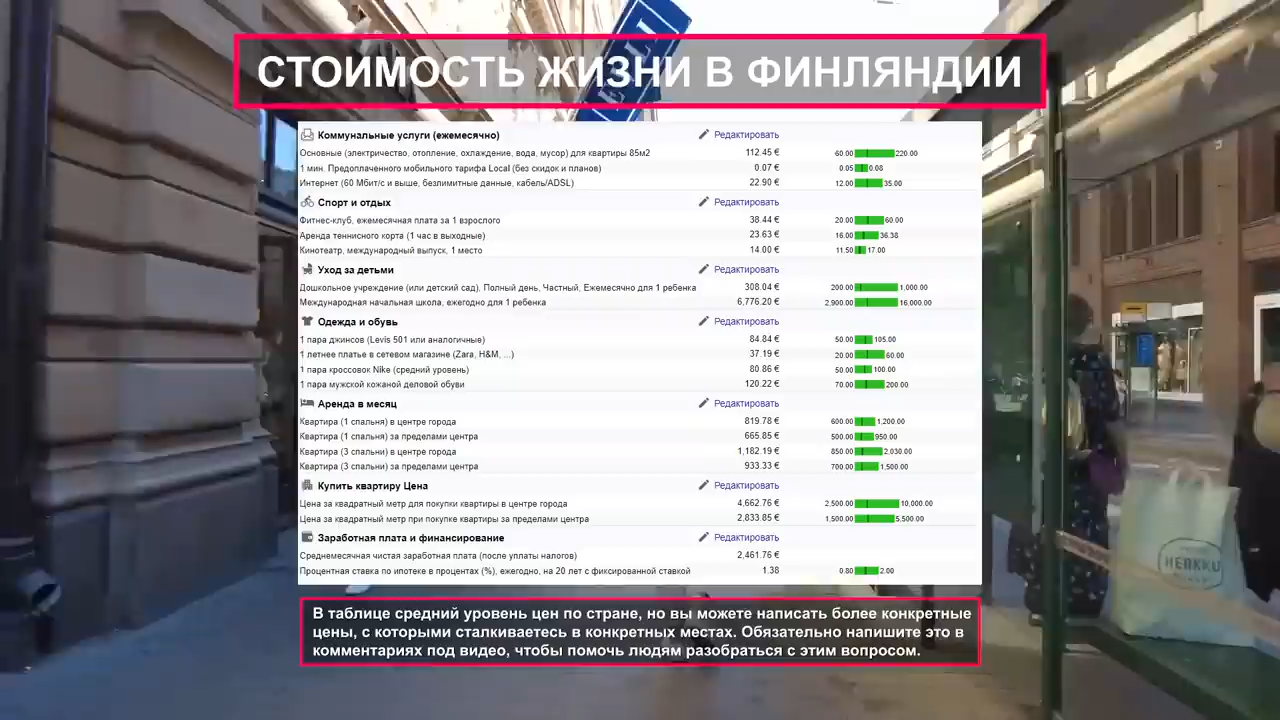 СТОИМОСТЬ ЖИЗНИ В ФИНЛЯНДИИ
Коммунальные услуги (ежемесячно) Редактировать
Основные (электричество, отопление, охлаждение, вода, мусор) для квартиры 85м2 112.45 € 60.00 220.00
1 мин. Предоплаченного мобильного тарифа Local (без скидок и планов) 0.07 € 0.05 0.08
Интернет (60 Мбит/с и выше, безлимитные данные, кабель/ADSL) 22.90 € 12.00 35.00
Спорт и отдых Редактировать
Фитнес-клуб, ежемесячная плата за 1 взрослого 38.44 € 20.00 60.00
Аренда теннисного корта (1 час в выходные) 23.63 € 16.00 36.38
Кинотеатр, международный выпуск, 1 место 14.00 € 11.50 17.00
Уход за детьми Редактировать
Дошкольное учреждение (или детский сад), Полный день, Частный, Ежемесячно для 1 ребенка 308.04 € 200.00 1,000.00
Международная начальная школа, ежегодно для 1 ребенка 6,776.20 € 2,900.00 16,000.00
Одежда и обувь Редактировать
1 пара джинсов (Levis 501 или аналогичные) 84.84 € 50.00 105.00
1 летнее платье в сетевом магазине (Zara, H&M, ...) 37.19 € 20.00 60.00
1 пара кроссовок Nike (средний уровень) 80.86 € 50.00 100.00
1 пара мужской кожаной деловой обуви 120.22 € 70.00 200.00
Аренда в месяц Редактировать
Квартира (1 спальня) в центре города 819.78 € 600.00 1,200.00
Квартира (1 спальня) за пределами центра 665.85 € 500.00 950.00
Квартира (3 спальни) в центре города 1,182.19 € 850.00 2,030.00
Квартира (3 спальни) за пределами центра 933.33 € 700.00 1,500.00
Купить квартиру Цена Редактировать
Цена за квадратный метр для покупки квартиры в центре города 4,662.76 € 2,500.00 10,000.00
Цена за квадратный метр при покупке квартиры за пределами центра 2,833.85 € 1,500.00 5,500.00
Заработная плата и финансирование Редактировать
Среднемесячная чистая заработная плата (после уплаты налогов) 2,461.76 €
Процентная ставка по ипотеке в процентах (%), ежегодно, на 20 лет с фиксированной ставкой 1.38 0.80 2.00
В таблице средний уровень цен по стране, но вы можете написать более конкретные
цены, с которыми сталкиваетесь в конкретных местах. Обязательно напишите это в
комментариях под видео, чтобы помочь людям разобраться с этим вопросом.